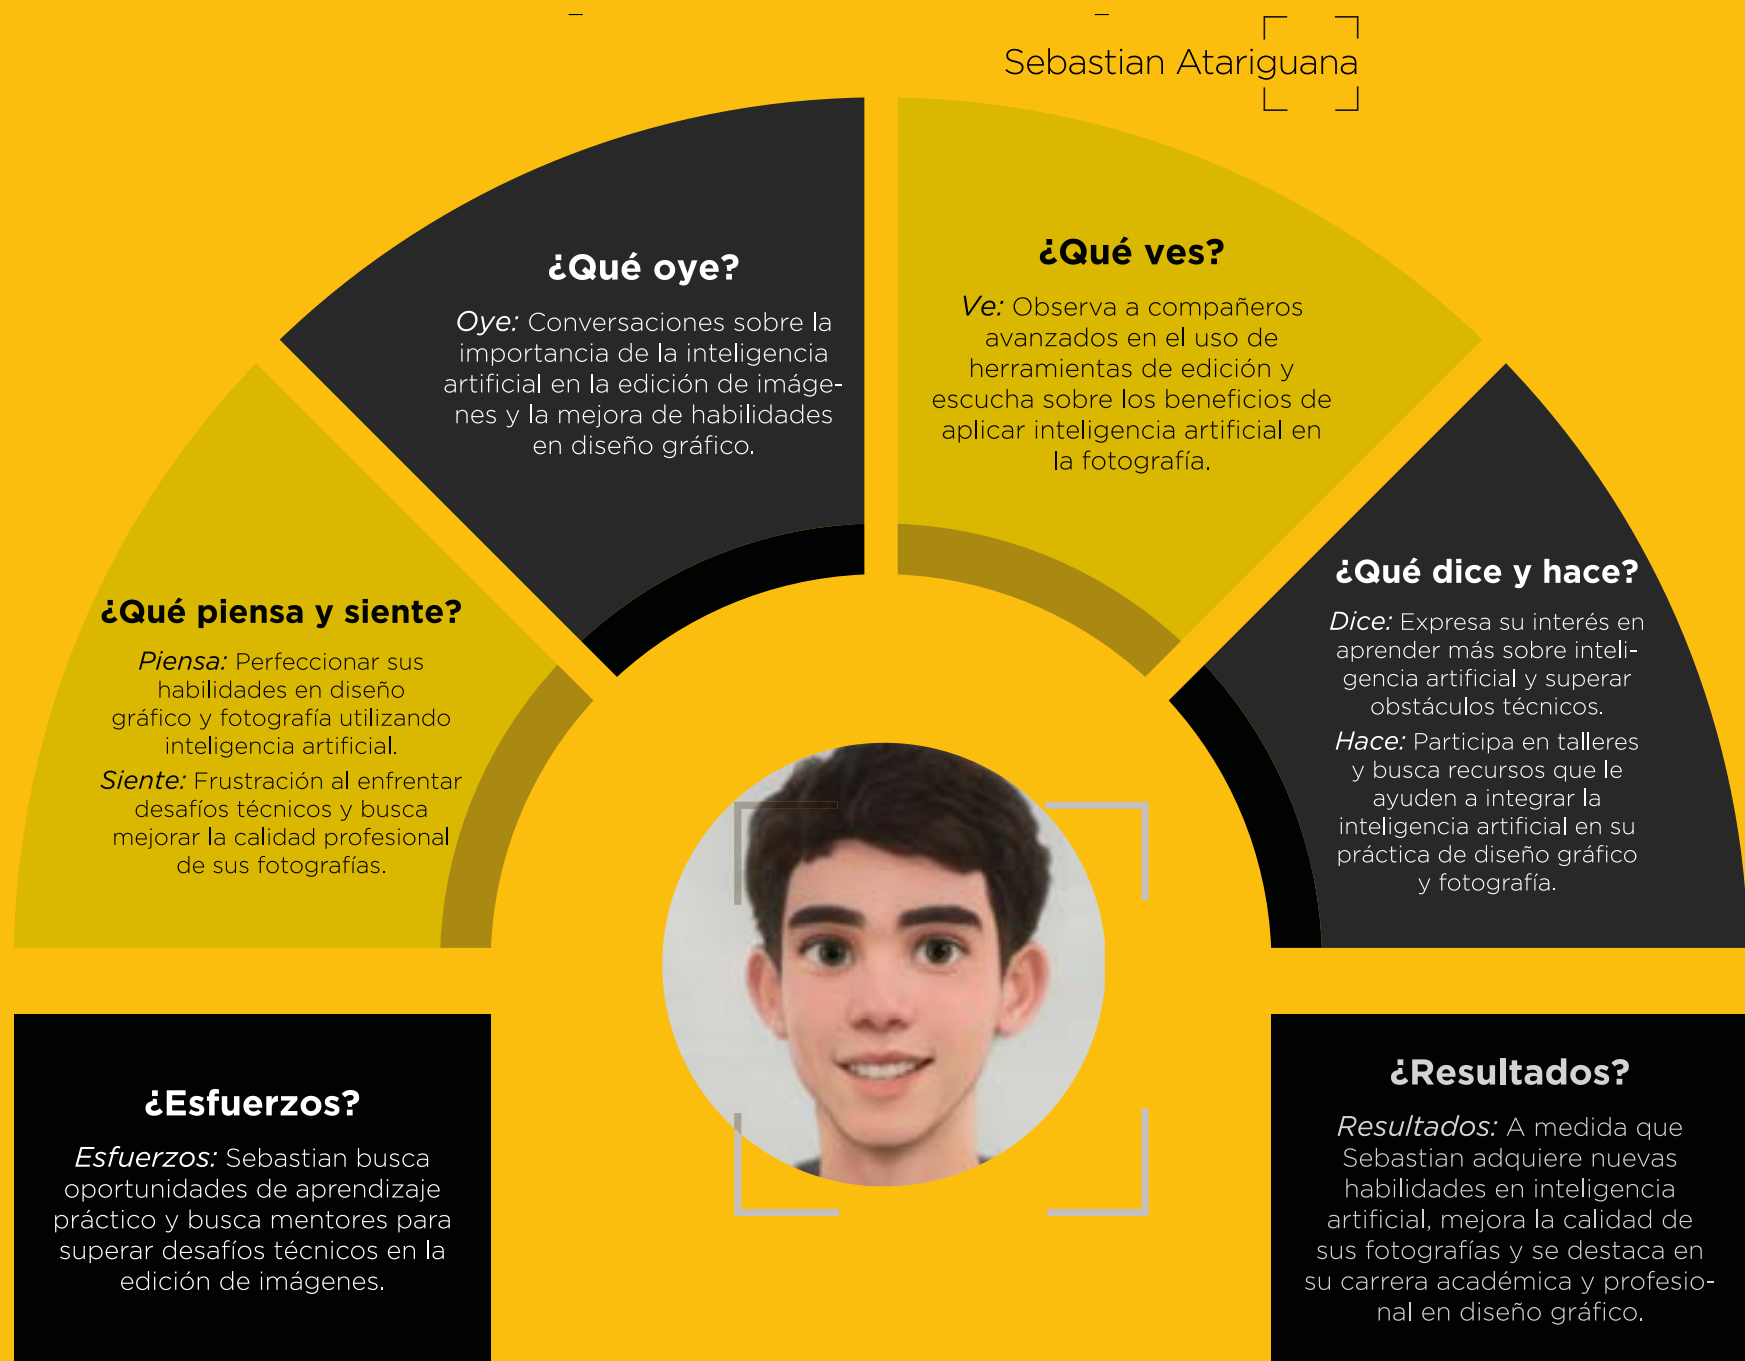 Sebastian Atariguana
¿Qué oye?
Oye: Conversaciones sobre la
importancia de la inteligencia
artificial en la edición de imáge-
nes y la mejora de habilidades
en diseño gráfico.
¿Qué ves?
Ve: Observa a compañeros
avanzados en el uso de
herramientas de edición y
escucha sobre los beneficios de
aplicar inteligencia artificial en
la fotografía.
¿Qué piensa y siente?
Piensa: Perfeccionar sus
habilidades en diseño
gráfico y fotografía utilizando
inteligencia artificial.
Siente: Frustración al enfrentar
desafíos técnicos y busca
mejorar la calidad profesional
de sus fotografías.
¿Qué dice y hace?
Dice: Expresa su interés en
aprender más sobre inteli-
gencia artificial y superar
obstáculos técnicos.
Hace: Participa en talleres
y busca recursos que le
ayuden a integrar la
inteligencia artificial en su
práctica de diseño gráfico
y fotografía.
¿Esfuerzos?
Esfuerzos: Sebastian busca
oportunidades de aprendizaje
práctico y busca mentores para
superar desafíos técnicos en la
edición de imágenes.
¿Resultados?
Resultados: A medida que
Sebastian adquiere nuevas
habilidades en inteligencia
artificial, mejora la calidad de
sus fotografías y se destaca en
su carrera académica y profesio-
nal en diseño gráfico.